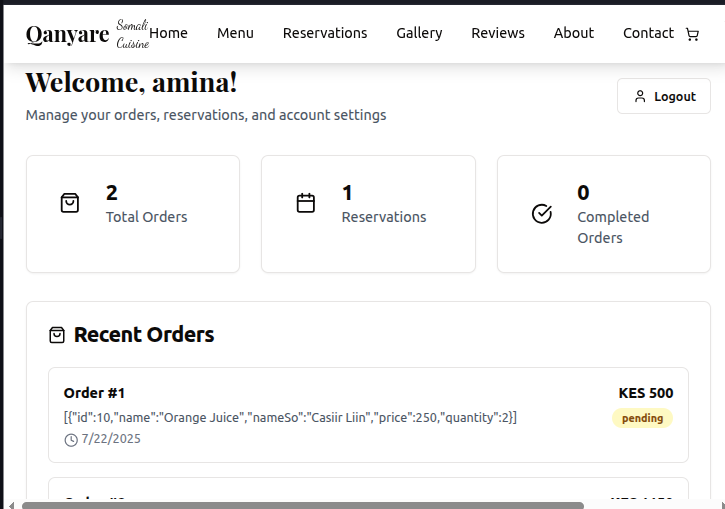 Qanyare Somali Cuisine Home Menu Reservations Gallery Reviews About Contact
Welcome, amina!
Manage your orders, reservations, and account settings
Logout
2
Total Orders
1
Reservations
0
Completed
Orders
Recent Orders
Order #1 KES 500
[{"id":10,"name":"Orange Juice","nameSo":"Casiir Liin","price":250,"quantity":2}] pending
7/22/2025